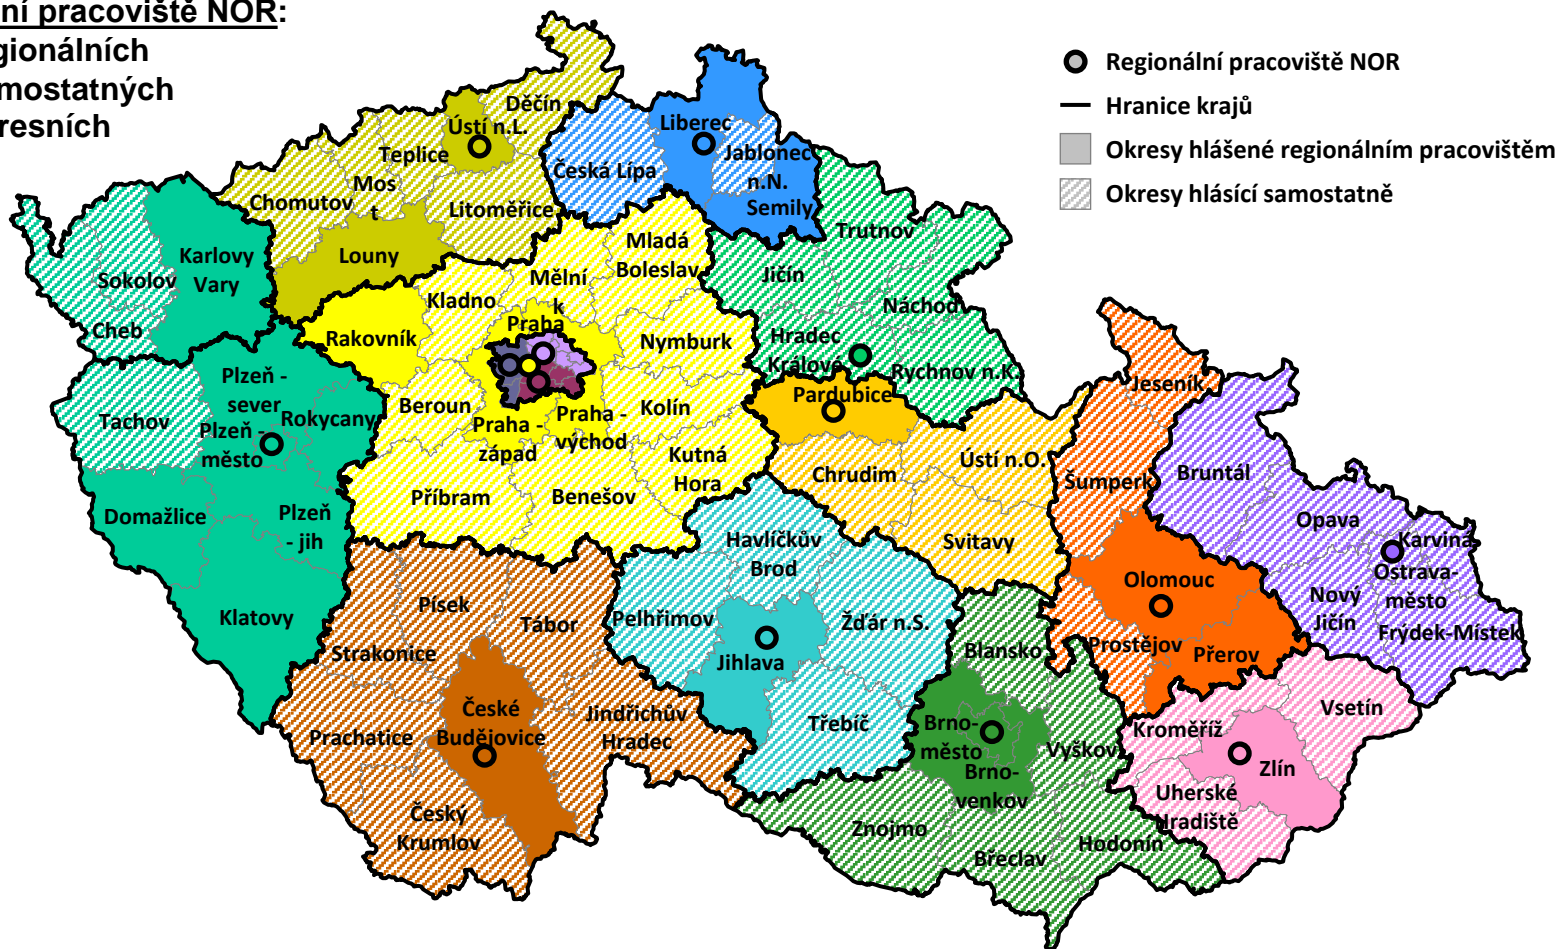 ní pracoviště NOR:
gionálních
mostatných
resních
Regionální pracoviště NOR
Hranice krajů
Okresy hlášené regionálním pracovištěm
Okresy hlásící samostatně
Děčín
Ústí n.L.
Teplice
Mos
t
Chomutov
Litoměřice
Louny
Liberec
Česká Lípa
Jablonec
n.N.
Semily
Karlovy
Vary
Sokolov
Cheb
Trutnov
Jičín
Náchod
Hradec
Králové
Rychnov n.K.
Mladá
Boleslav
Mělní
k
Kladno
Rakovník
Praha
Nymburk
Beroun
Kolín
Praha -
západ
Praha -
východ
Kutná
Hora
Příbram
Benešov
Plzeň -
sever
Rokycany
Plzeň -
město
Tachov
Domažlice
Plzeň
- jih
Klatovy
Pardubice
Chrudim
Ústí n.O.
Svitavy
Jeseník
Šumperk
Olomouc
Prostějov
Přerov
Bruntál
Opava
Karviná
Ostrava-
město
Nový
Jičín
Frýdek-Místek
Havlíčkův
Brod
Pelhřimov
Žďár n.S.
Jihlava
Třebíč
Písek
Tábor
Strakonice
České
Budějovice
Jindřichův
Hradec
Prachatice
Český
Krumlov
Blansko
Brno-
město
Vyškov
Brno-
venkov
Znojmo
Břeclav
Hodonín
Kroměříž
Vsetín
Zlín
Uherské
Hradiště